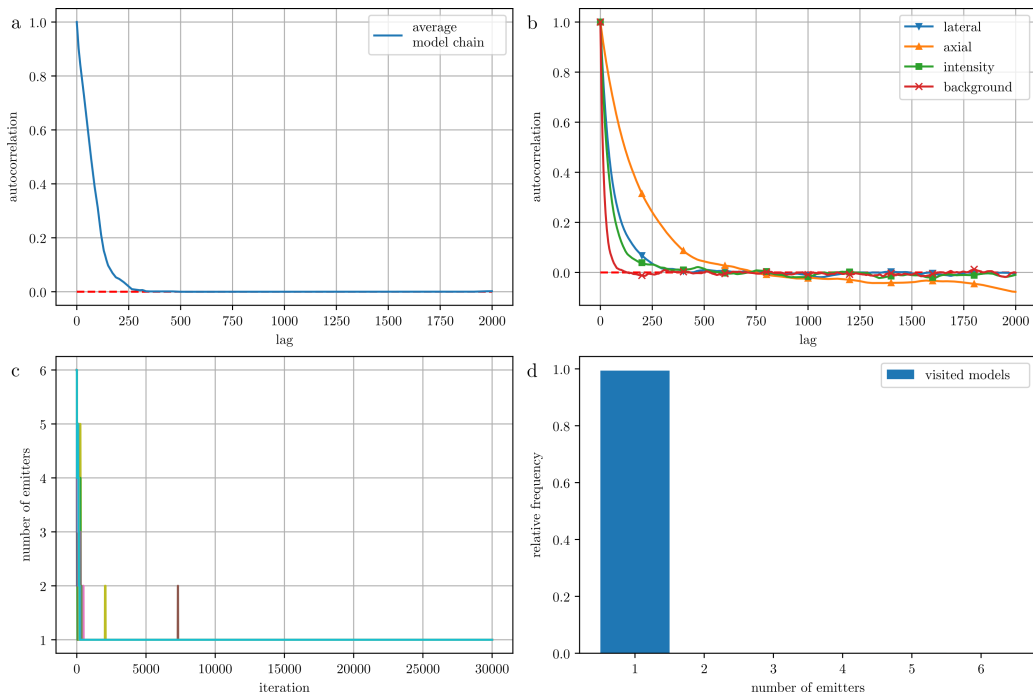 a
1.0
0.8
0.6
0.4
0.2
0.0
autocorrelation
0
250
500
750
1000
1250
1500
1750
2000
lag
average
model chain
b
1.0
0.8
0.6
0.4
0.2
0.0
autocorrelation
0
250
500
750
1000
1250
1500
1750
2000
lag
lateral
axial
intensity
background
c
6
5
4
3
2
1
number of emitters
0
5000
10000
15000
20000
25000
30000
iteration
d
1.0
0.8
0.6
0.4
0.2
0.0
relative frequency
1
2
3
4
5
6
number of emitters
visited models